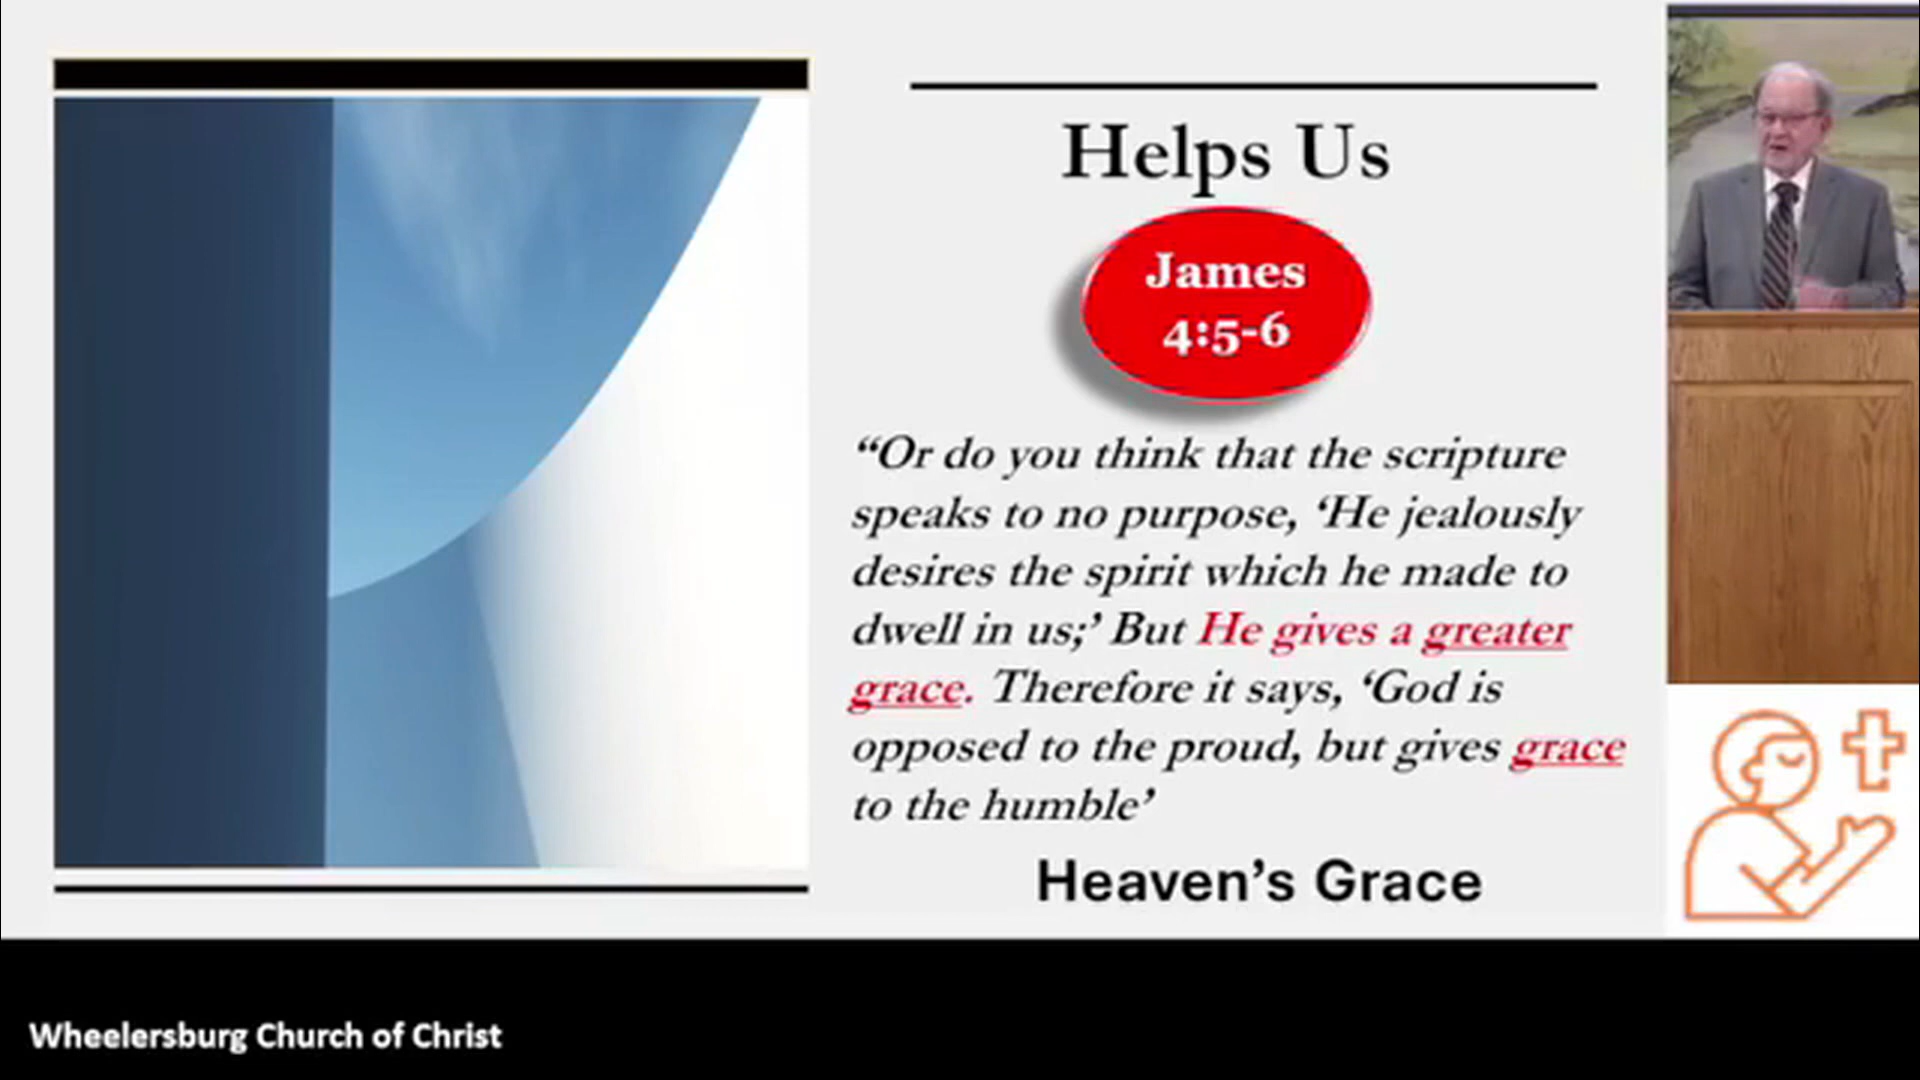 Helps Us
James
4:5-6
“Or do you think that the scripture
speaks to no purpose, ‘He jealously
desires the spirit which he made to
dwell in us;’ But He gives a greater
grace. Therefore it says, ‘God is
opposed to the proud, but gives grace
to the humble’
Heaven’s Grace
Wheelersburg Church of Christ